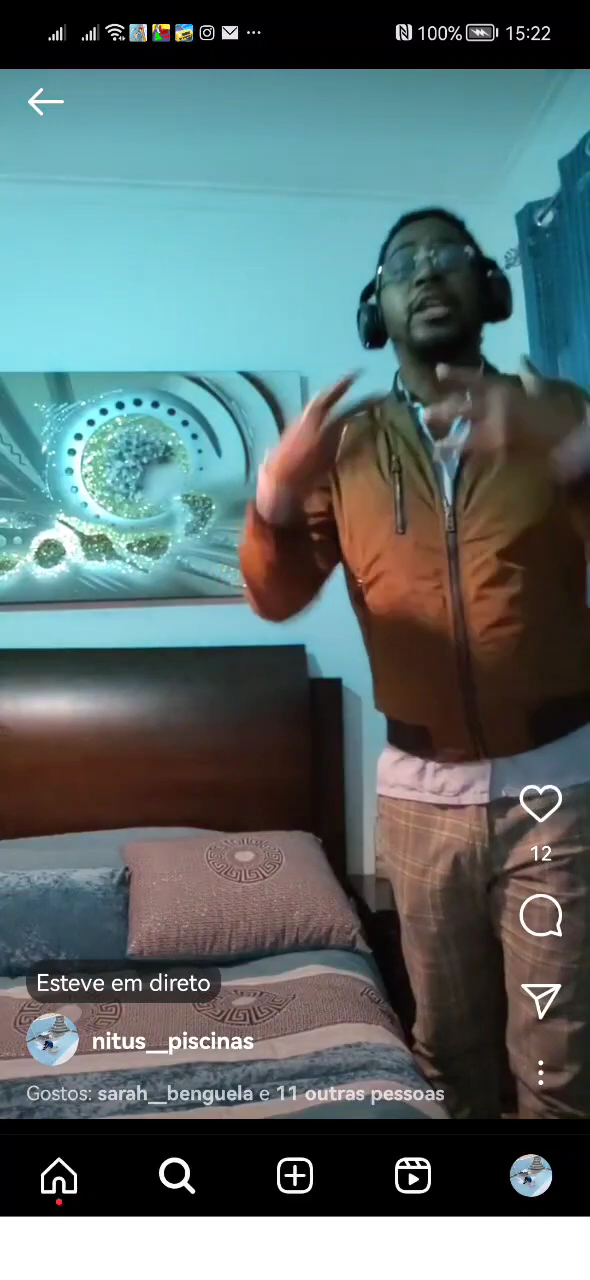 100% 15:22
12
Esteve em direto
nitus__piscinas
Gostos: sarah__benguela e 11 outras pessoas